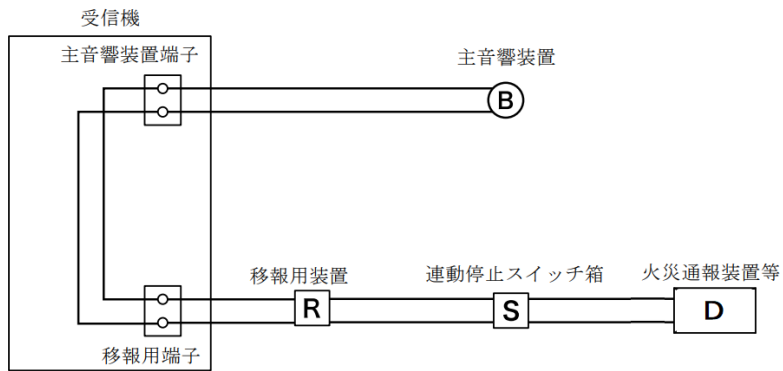 受信機
主音響装置端子
主音響装置
B
移報用装置
連動停止スイッチ箱
火災通報装置等
R
S
D
移報用端子